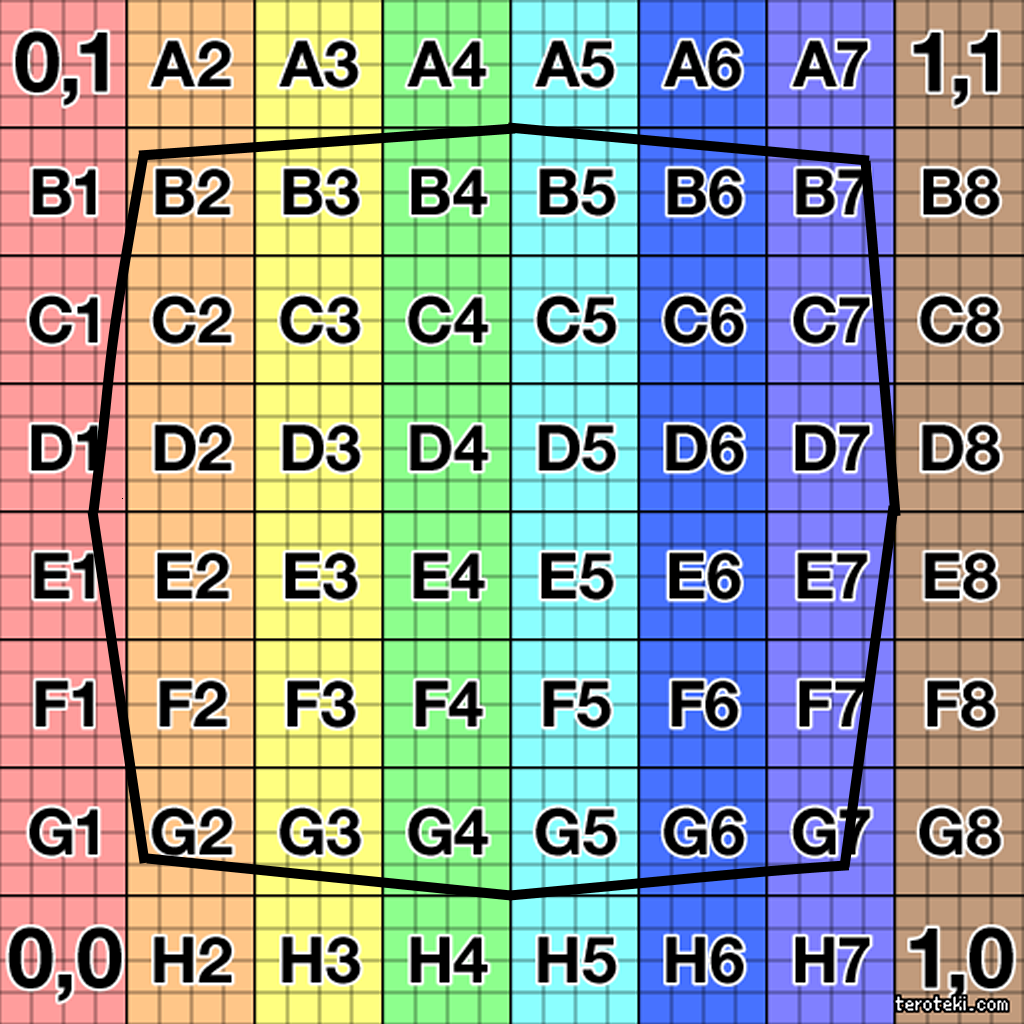 0,1 A2 A3 A4 A5 A6 A7 1,1
B1 B2 B3 B4 B5 B6 B7 B8
C1 C2 C3 C4 C5 C6 C7 C8
D1 D2 D3 D4 D5 D6 D7 D8
E1 E2 E3 E4 E5 E6 E7 E8
F1 F2 F3 F4 F5 F6 F7 F8
G1 G2 G3 G4 G5 G6 G7 G8
0,0 H2 H3 H4 H5 H6 H7 1,0
teroteki.com